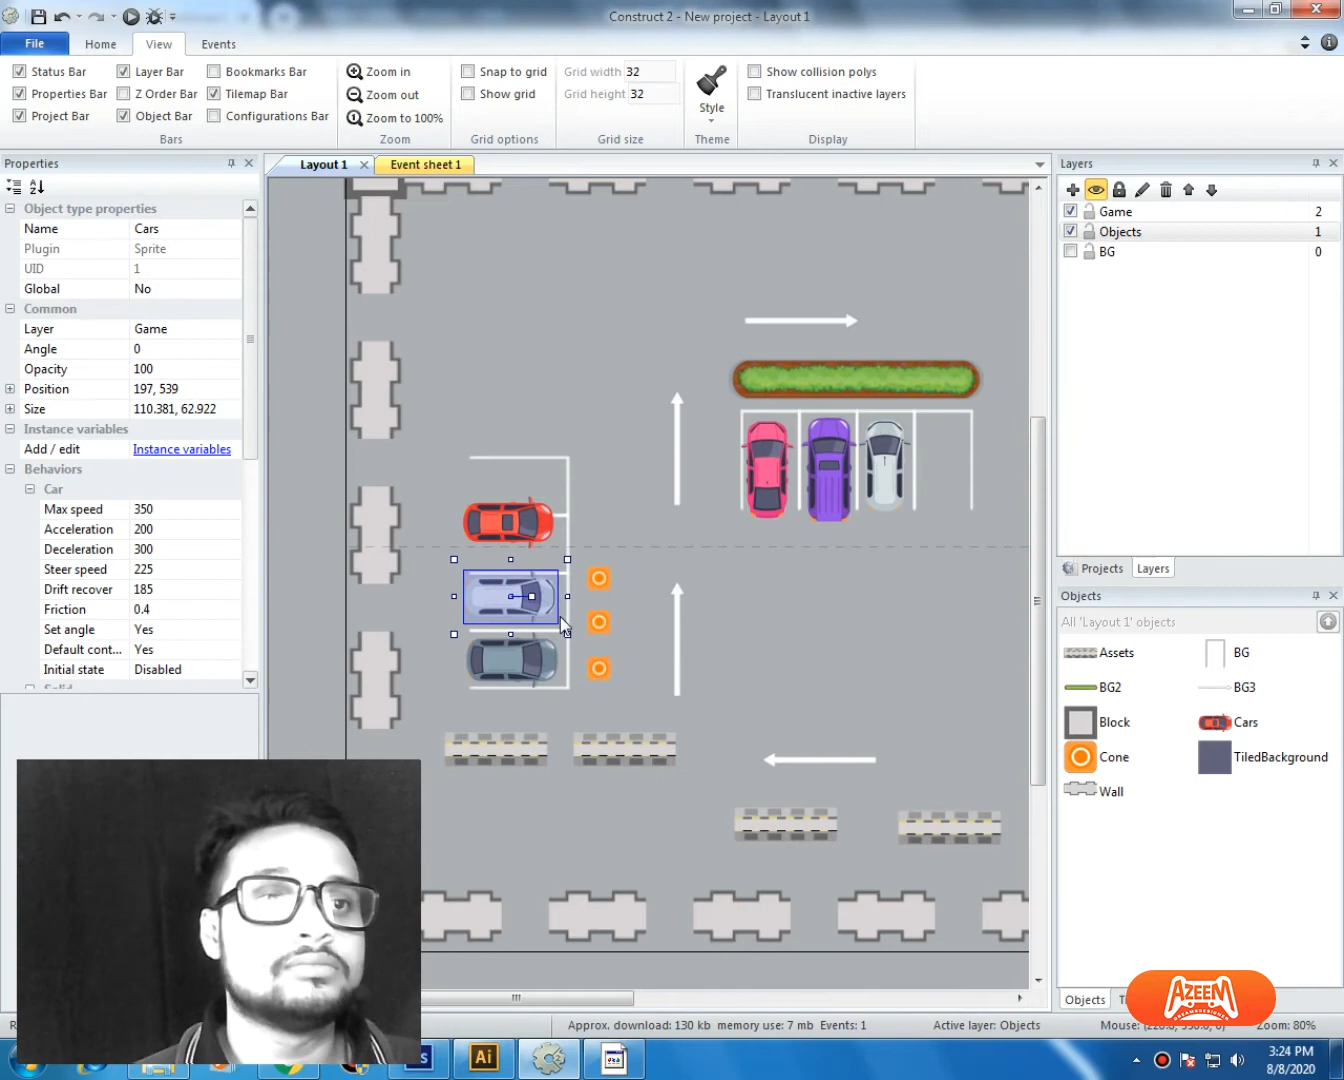 Construct 2 - New project - Layout 1
File Home View Events
Status Bar Layer Bar Bookmarks Bar Zoom in Snap to grid Grid width 32 Show collision polys
Properties Bar Z Order Bar Tilemap Bar Zoom out Show grid Grid height 32 Translucent inactive layers
Project Bar Object Bar Configurations Bar Zoom to 100% Style
Bars Zoom Grid options Grid size Theme Display
Properties
Layout 1 Event sheet 1
Layers
Object type properties
Name Cars
Plugin Sprite
UID 1
Global No
Common
Layer Game
Angle 0
Opacity 100
Position 197, 539
Size 110.381, 62.922
Instance variables
Add / edit Instance variables
Behaviors
Car
Max speed 350
Acceleration 200
Deceleration 300
Steer speed 225
Drift recover 185
Friction 0.4
Set angle Yes
Default cont... Yes
Initial state Disabled
Game 2
Objects 1
BG 0
Projects Layers
Objects
All 'Layout 1' objects
Assets BG
BG2 BG3
Block Cars
Cone TiledBackground
Wall
AZEEM
Objects
Approx. download: 130 kb memory use: 7 mb Events: 1 Active layer: Objects Zoom: 80%
Ai
3:24 PM
8/8/2020